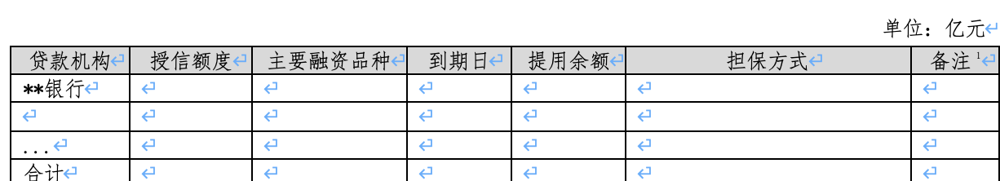 单位：亿元
贷款机构 授信额度 主要融资品种 到期日 提用余额 担保方式 备注1
**银行
...
合计